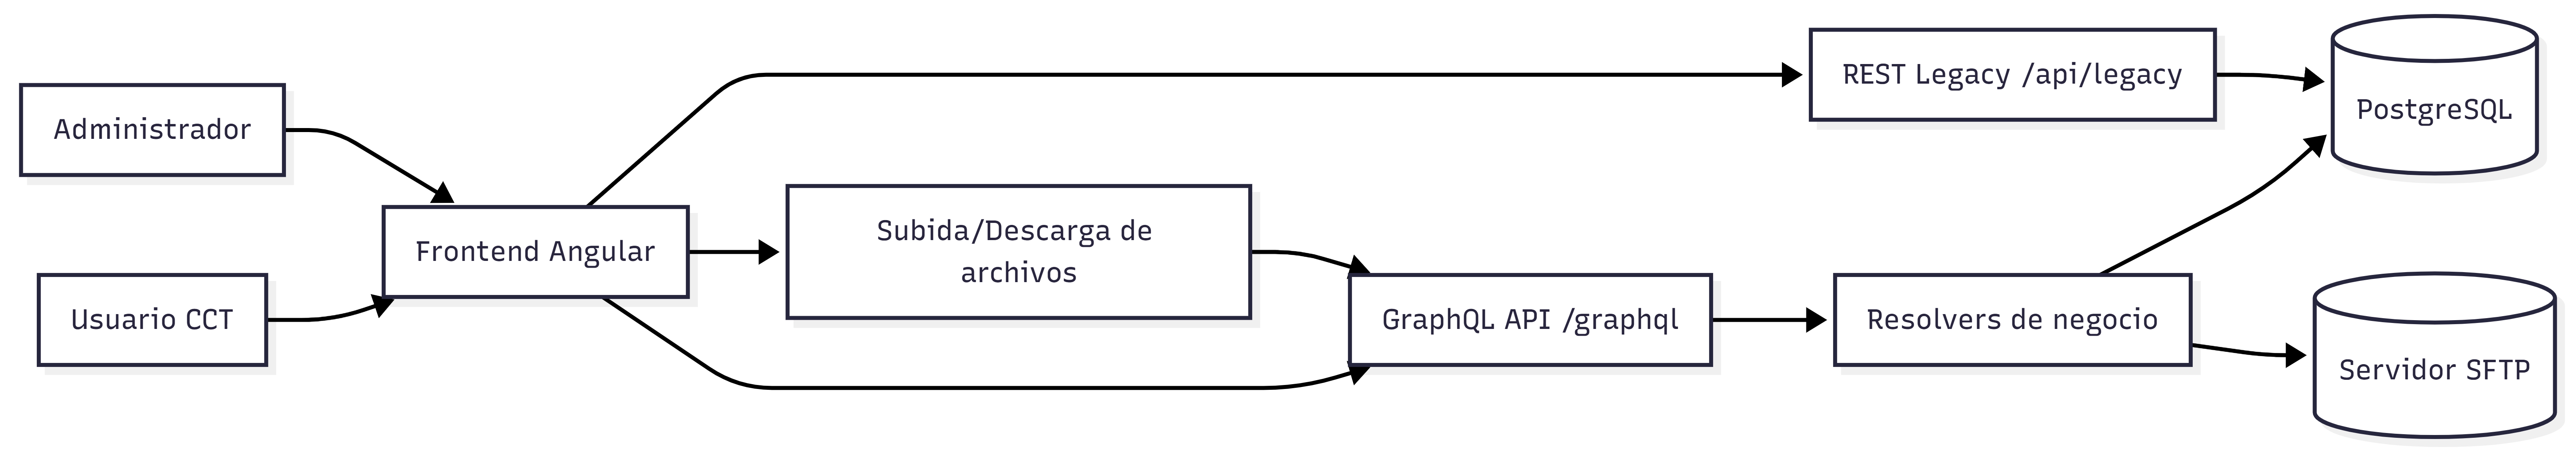 Administrador
Usuario CCT
Frontend Angular
Subida/Descarga de
archivos
REST Legacy /api/legacy
GraphQL API /graphql
Resolvers de negocio
PostgreSQL
Servidor SFTP